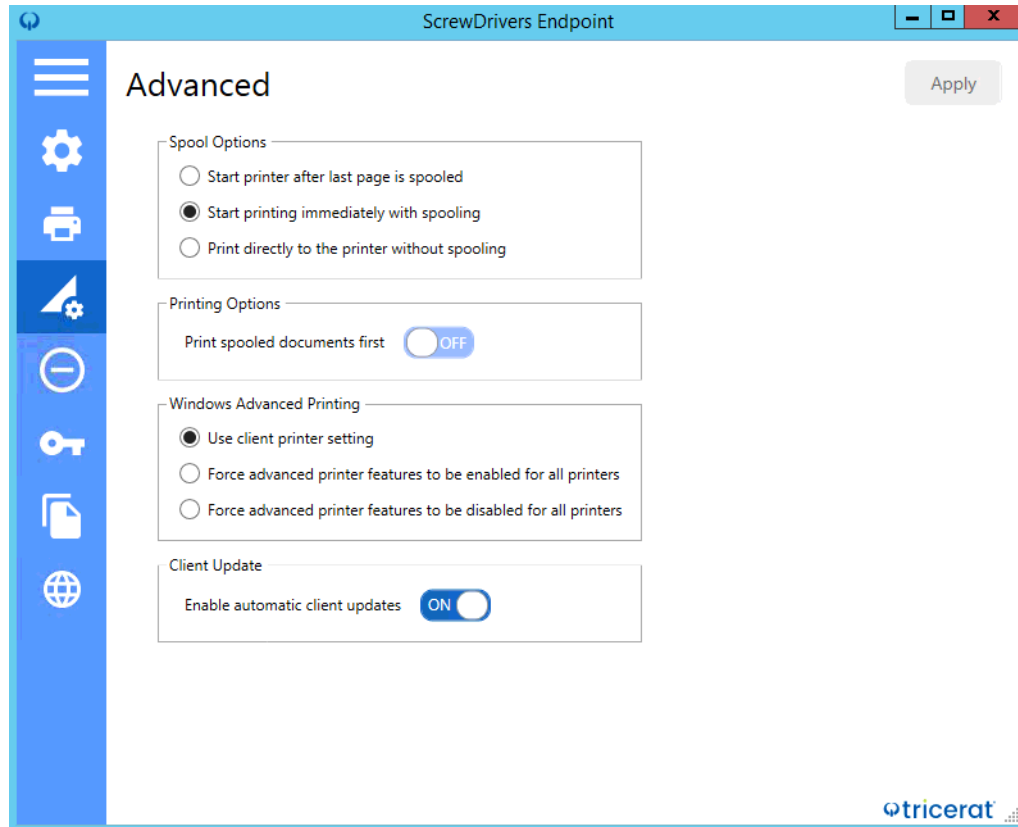 ScrewDrivers Endpoint
Advanced
Apply
Spool Options
Start printer after last page is spooled
Start printing immediately with spooling
Print directly to the printer without spooling
Printing Options
Print spooled documents first OFF
Windows Advanced Printing
Use client printer setting
Force advanced printer features to be enabled for all printers
Force advanced printer features to be disabled for all printers
Client Update
Enable automatic client updates ON
tricerat